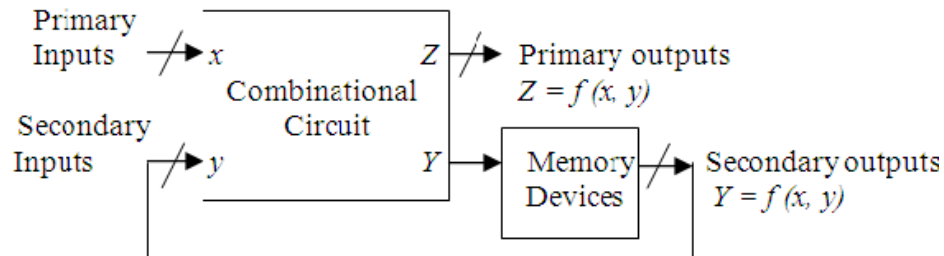 Primary
Inputs
x
Z
Primary outputs
Z = f (x, y)
Combinational
Circuit
Secondary
Inputs
y
Y
Memory
Devices
Secondary outputs
Y = f (x, y)